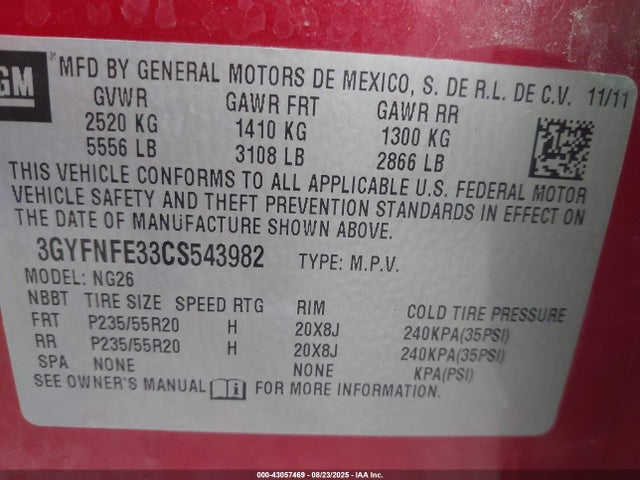 GM
MFD BY GENERAL MOTORS DE MEXICO, S. DE R.L. DE C.V. 11/11
GVWR GAWR FRT GAWR RR
2520 KG 1410 KG 1300 KG
5556 LB 3108 LB 2866 LB
THIS VEHICLE CONFORMS TO ALL APPLICABLE U.S. FEDERAL MOTOR
VEHICLE SAFETY AND THEFT PREVENTION STANDARDS IN EFFECT ON
THE DATE OF MANUFACTURE SHOWN ABOVE.
3GYFNFE33CS543982 TYPE: M.P.V.
MODEL: NG26
NBBT TIRE SIZE SPEED RTG RIM COLD TIRE PRESSURE
FRT P235/55R20 H 20X8J 240KPA(35PSI)
RR P235/55R20 H 20X8J 240KPA(35PSI)
SPA NONE NONE KPA(PSI)
SEE OWNER'S MANUAL FOR MORE INFORMATION.
000-43057469 - 08/23/2025 - IAA Inc.